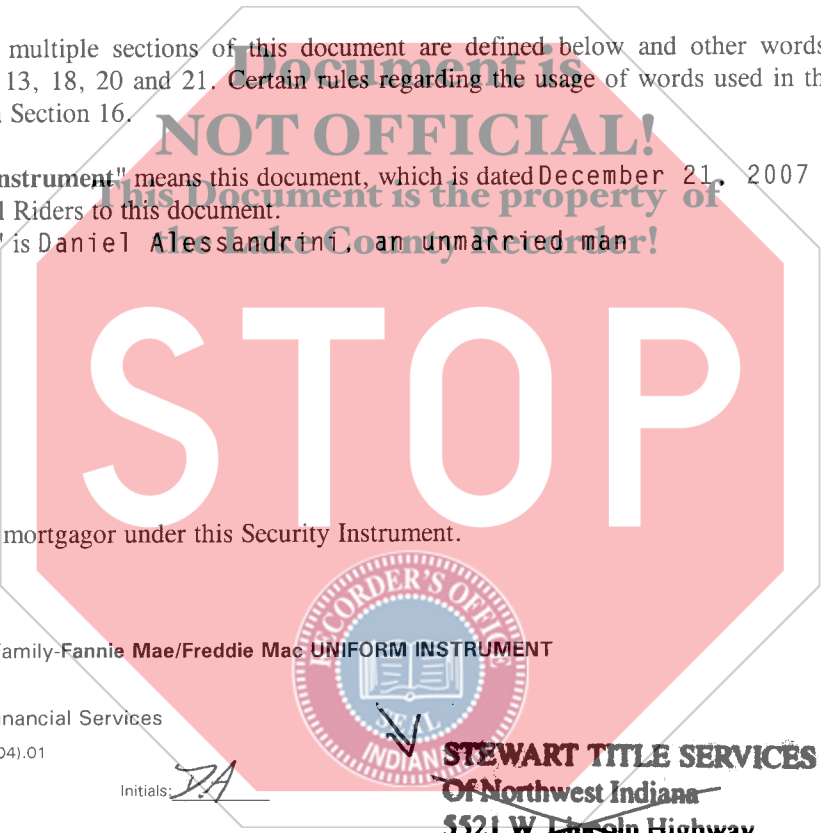 multiple sections of this document are defined below and other words
13, 18, 20 and 21. Certain rules regarding the usage of words used in th
Section 16.
Document is
NOT OFFICIAL!
This Document is the property of
the Lake County Recorder!
nstrument" means this document, which is dated December 21, 2007
Riders to this document.
" is Daniel Alessandrini, an unmarried man
STOP
mortgagor under this Security Instrument.
RECORDER'S OFFICE
SEAL
INDIANA
amily-Fannie Mae/Freddie Mac UNIFORM INSTRUMENT
inancial Services
04).01
Initials: DA
STEWART TITLE SERVICES
Of Northwest Indiana
5521 W. Lincoln Highway